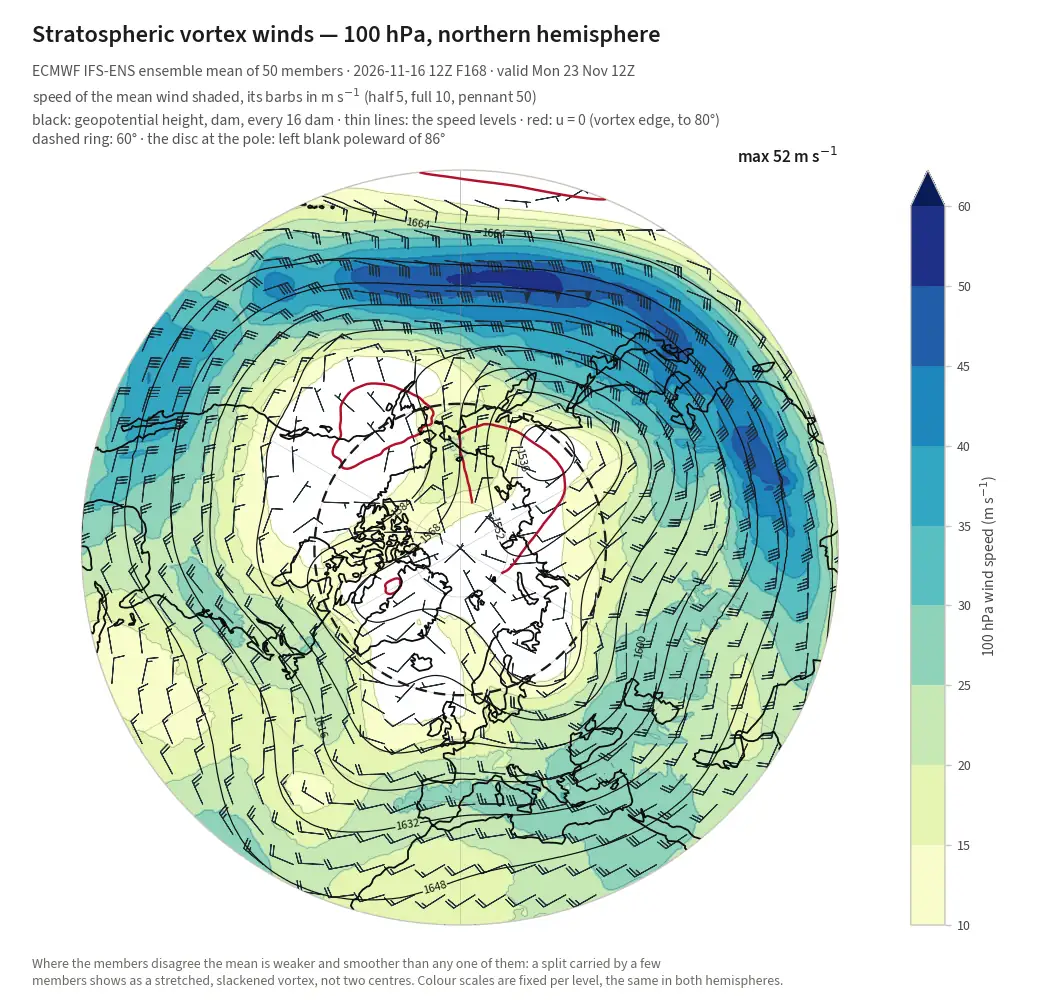 Stratospheric vortex winds — 100 hPa, northern hemisphere
ECMWF IFS-ENS ensemble mean of 50 members · 2026-11-16 12Z F168 · valid Mon 23 Nov 12Z
speed of the mean wind shaded, its barbs in m s⁻¹ (half 5, full 10, pennant 50)
black: geopotential height, dam, every 16 dam · thin lines: the speed levels · red: u = 0 (vortex edge, to 80°)
dashed ring: 60° · the disc at the pole: left blank poleward of 86°
max 52 m s⁻¹
1664
1664
1536
1552
1568
1600
1616
1632
1648
60
50
45
40
35
30
25
20
15
10
100 hPa wind speed (m s⁻¹)
Where the members disagree the mean is weaker and smoother than any one of them: a split carried by a few
members shows as a stretched, slackened vortex, not two centres. Colour scales are fixed per level, the same in both hemispheres.